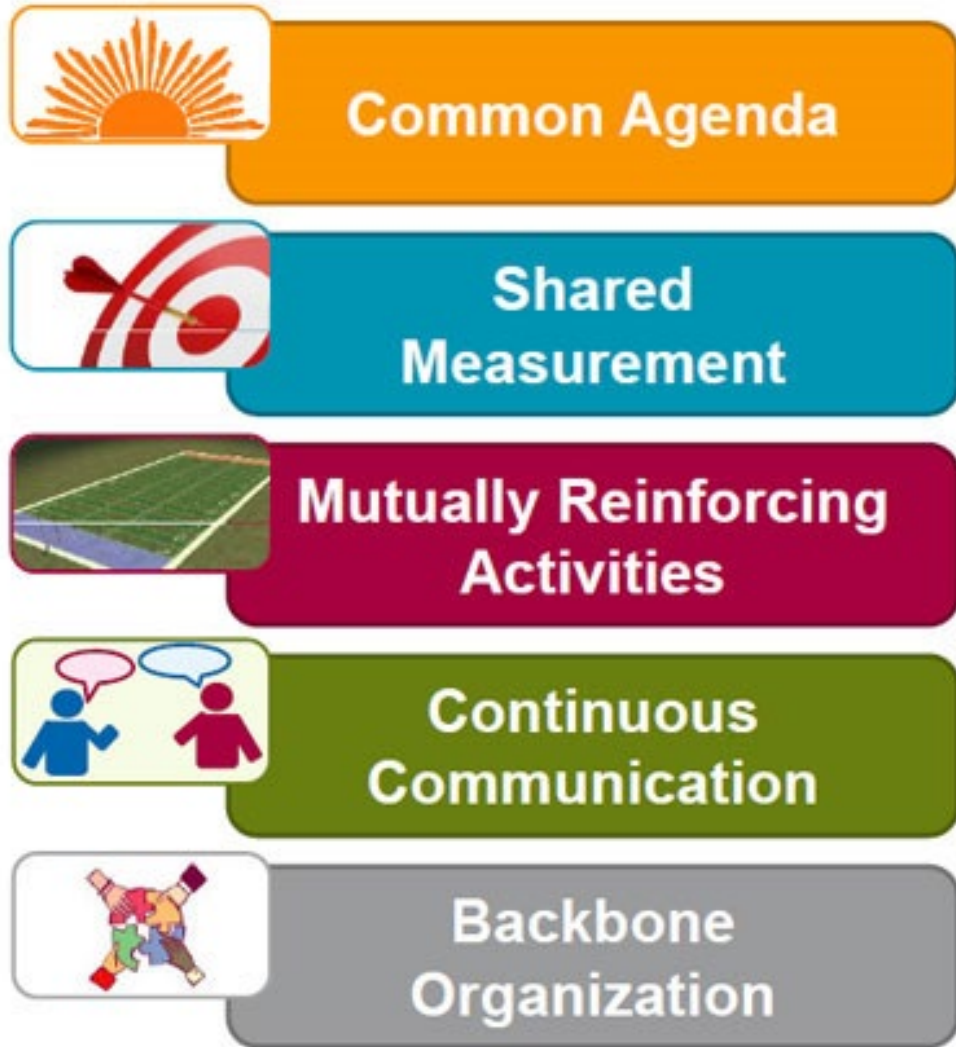 Common Agenda
Shared
Measurement
Mutually Reinforcing
Activities
Continuous
Communication
Backbone
Organization